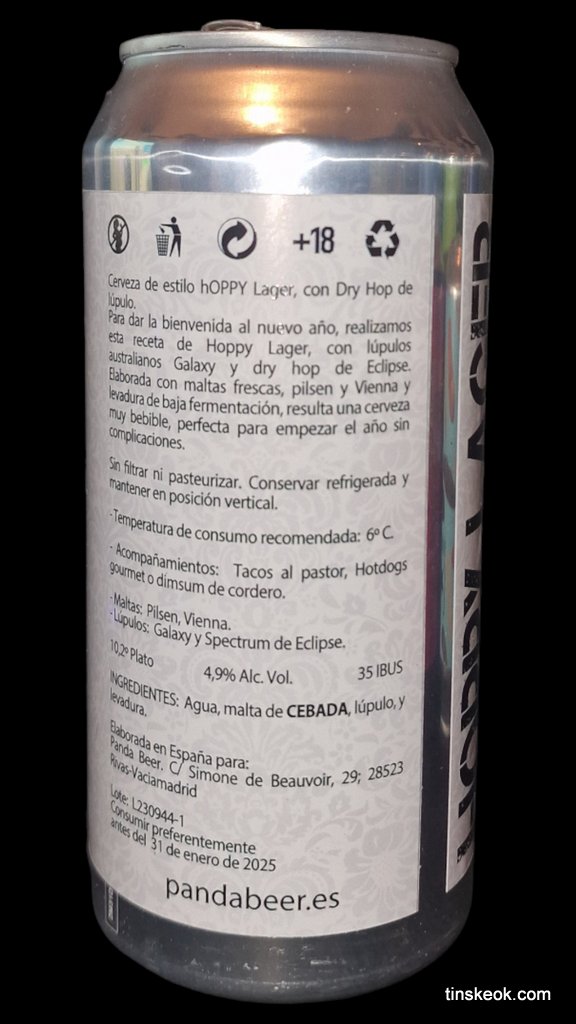 +18
Cerveza de estilo hOPPY Lager, con Dry Hop de
lúpulo.
Para dar la bienvenida al nuevo año, realizamos
esta receta de Hoppy Lager, con lúpulos
australianos Galaxy y dry hop de Eclipse.
Elaborada con maltas frescas, pilsen y Vienna y
levadura de baja fermentación, resulta una cerveza
muy bebible, perfecta para empezar el año sin
complicaciones.
Sin filtrar ni pasteurizar. Conservar refrigerada y
mantener en posición vertical.
- Temperatura de consumo recomendada: 6º C.
- Acompañamientos: Tacos al pastor, Hotdogs
gourmet o dímsum de cordero.
- Maltas: Pilsen, Vienna.
- Lúpulos: Galaxy y Spectrum de Eclipse.
10,2º Plato 4,9% Alc. Vol. 35 IBUS
INGREDIENTES: Agua, malta de CEBADA, lúpulo, y
levadura.
Elaborada en España para:
Panda Beer. C/ Simone de Beauvoir, 29; 28523
Rivas-Vaciamadrid
Lote: L230944-1
Consumir preferentemente
antes del 31 de enero de 2025
pandabeer.es
HOPPY LAGER
tinskeok.com